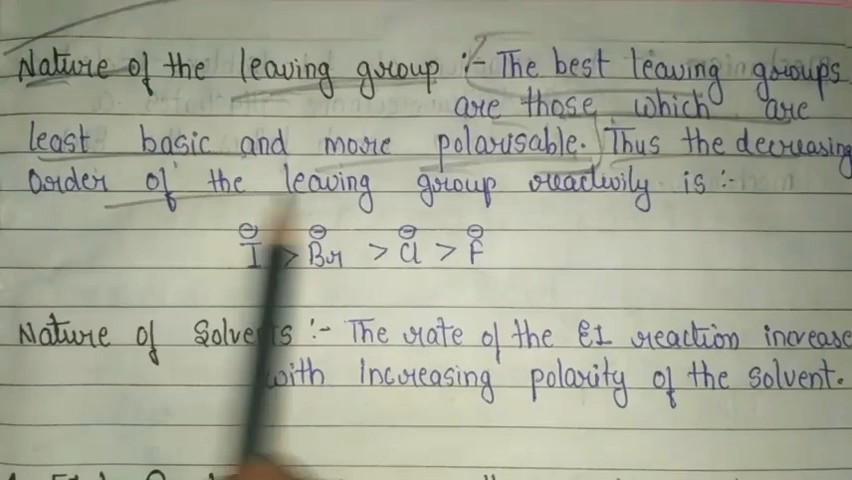 Nature of the leaving group :- The best leaving groups
are those which are
least basic and more polarisable. Thus the decreasing
order of the leaving group reactivily is :-
I⊖ > Br⊖ > Cl⊖ > F⊖
Nature of Solvents :- The rate of the E1 reaction increase
with increasing polarity of the solvent.